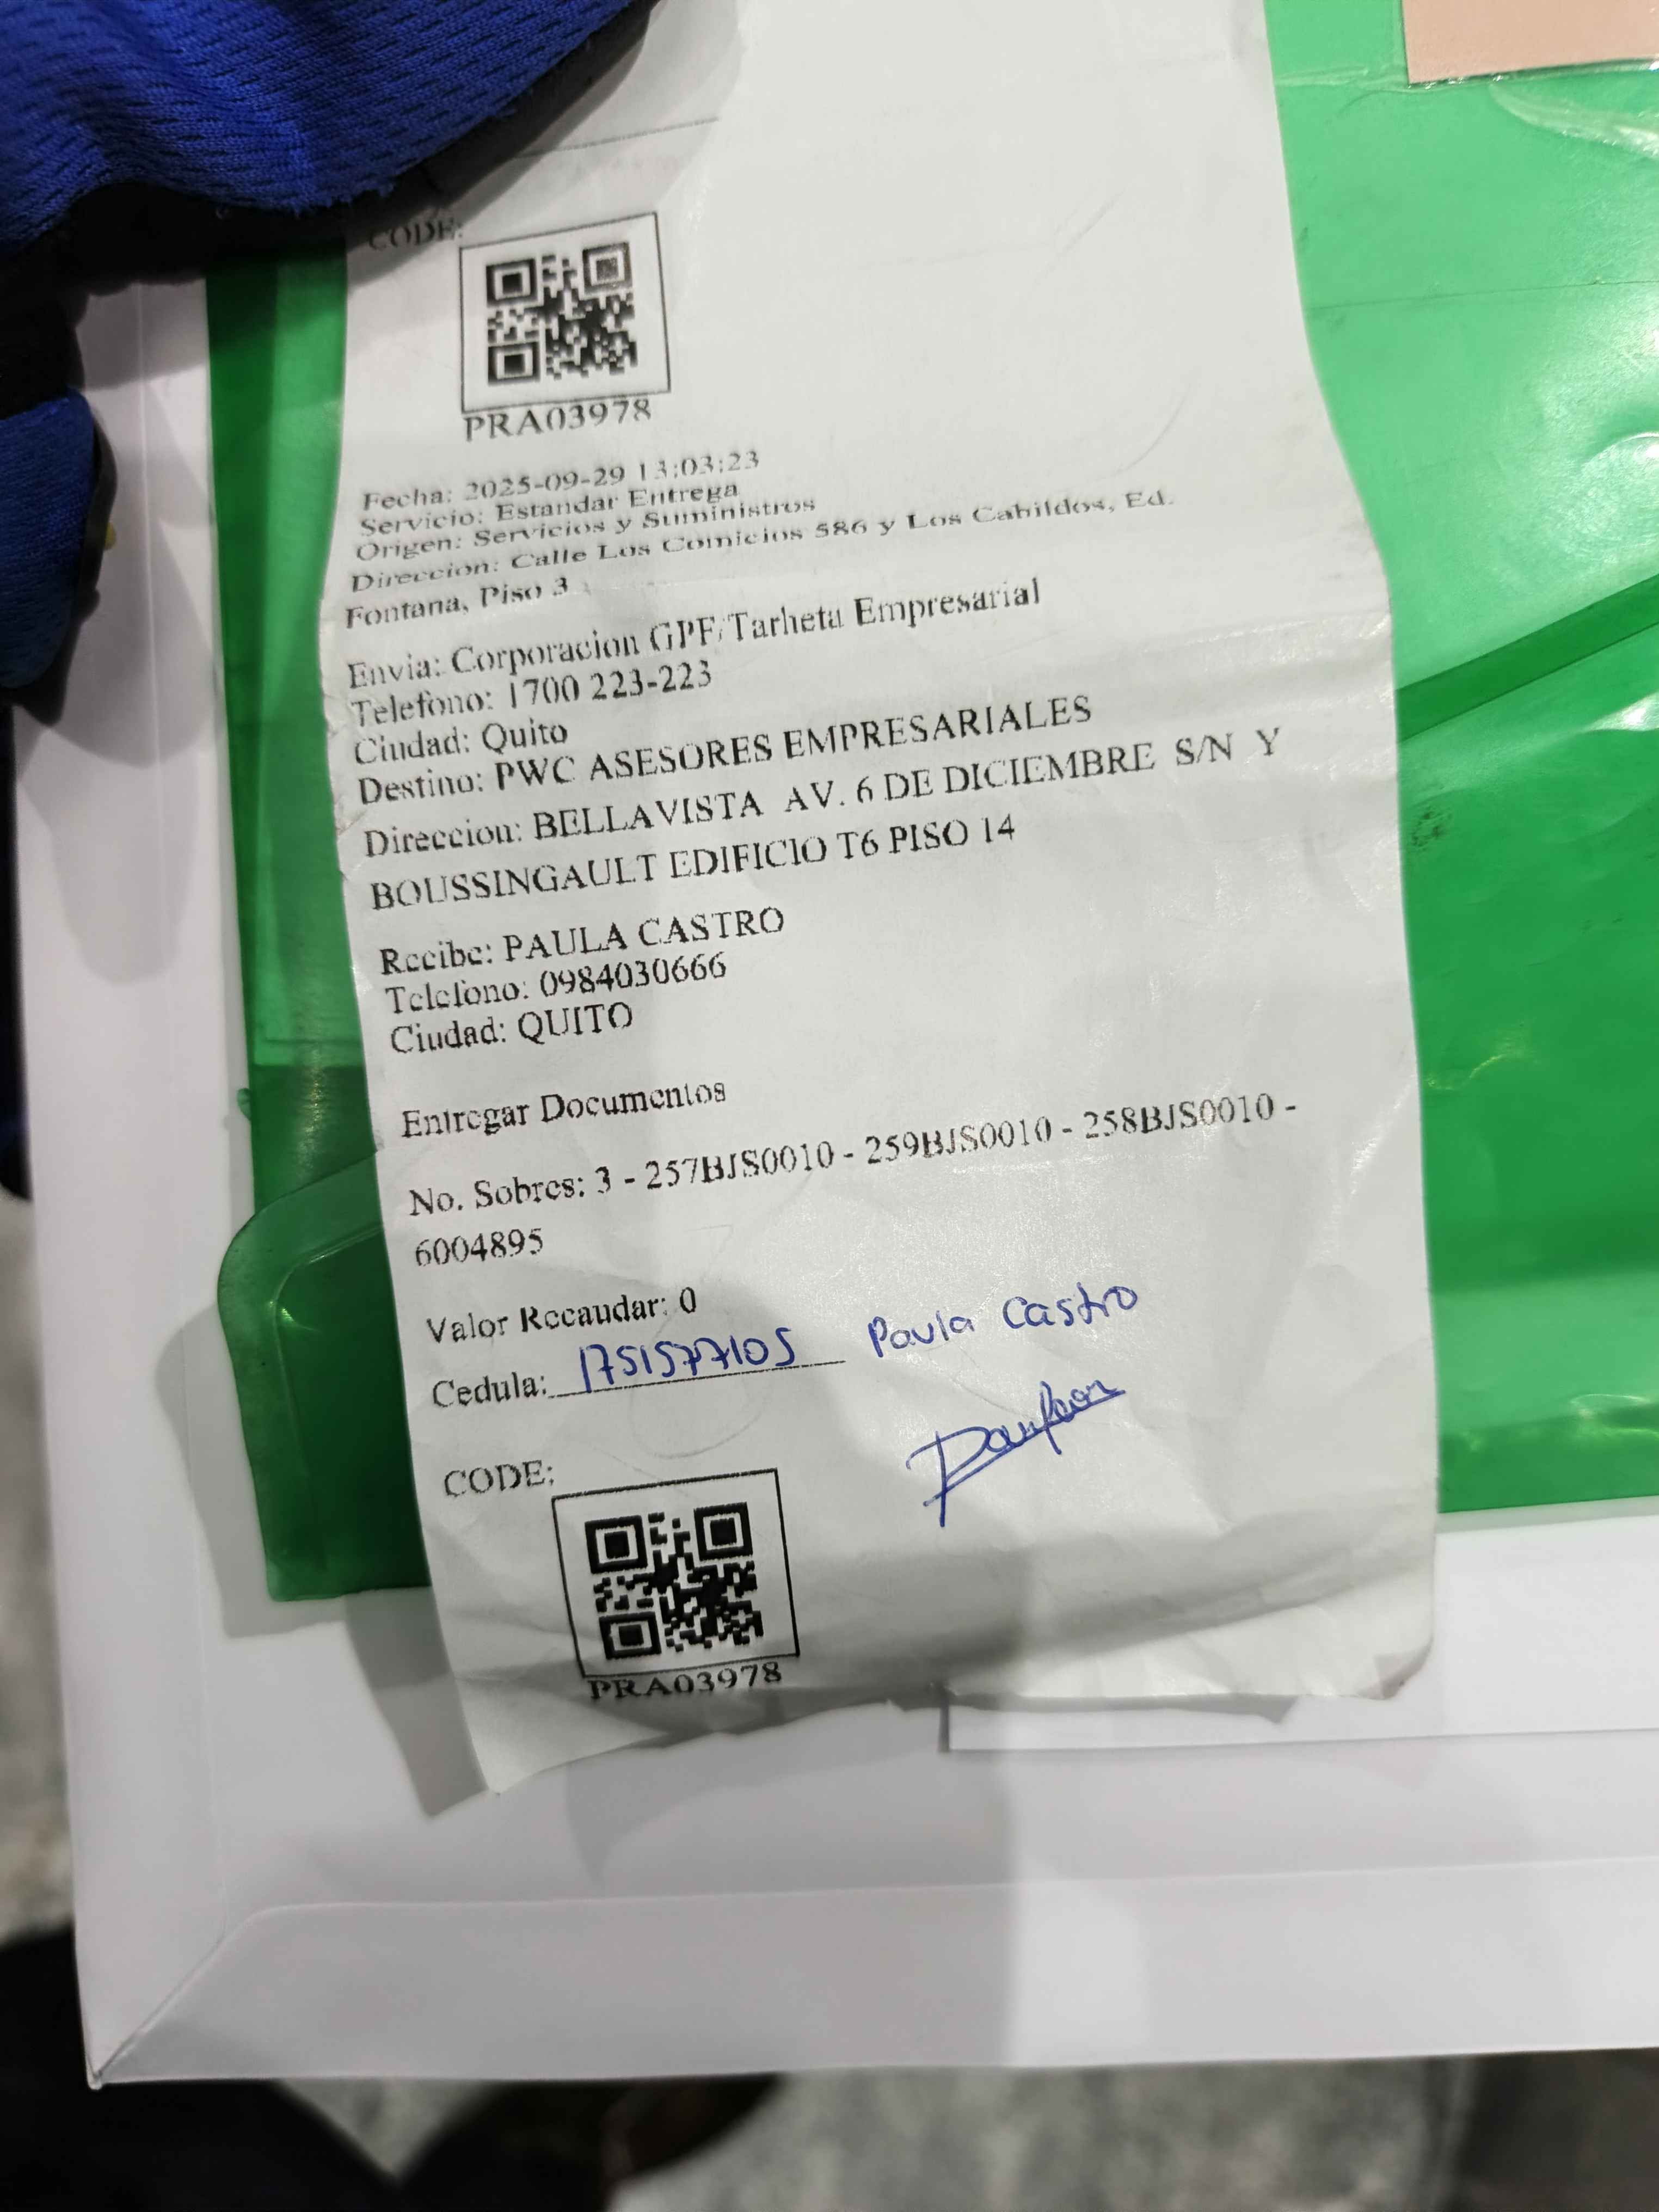 CODE:
PRA03978
Fecha: 2025-09-29 13:03:23
Servicio: Estandar Entrega
Origen: Servicios y Suministros
Direccion: Calle Los Comicios 586 y Los Cabildos, Ed.
Fontana, Piso 3
Envia: Corporacion GPF/Tarheta Empresarial
Telefono: 1700 223-223
Ciudad: Quito
Destino: PWC ASESORES EMPRESARIALES
Direccion: BELLAVISTA AV. 6 DE DICIEMBRE S/N Y
BOUSSINGAULT EDIFICIO T6 PISO 14
Recibe: PAULA CASTRO
Telefono: 0984030666
Ciudad: QUITO
Entregar Documentos
No. Sobres: 3 - 257BJS0010 - 259BJS0010 - 258BJS0010 -
6004895
Valor Recaudar: 0
Cedula: 1751577105 Paula Castro
CODE:
PRA03978